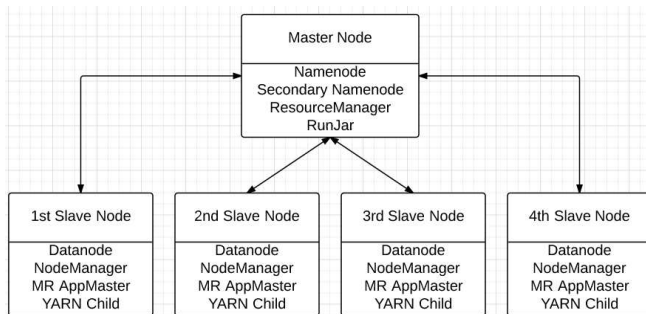 Master Node
Namenode
Secondary Namenode
ResourceManager
RunJar
1st Slave Node
Datanode
NodeManager
MR AppMaster
YARN Child
2nd Slave Node
Datanode
NodeManager
MR AppMaster
YARN Child
3rd Slave Node
Datanode
NodeManager
MR AppMaster
YARN Child
4th Slave Node
Datanode
NodeManager
MR AppMaster
YARN Child